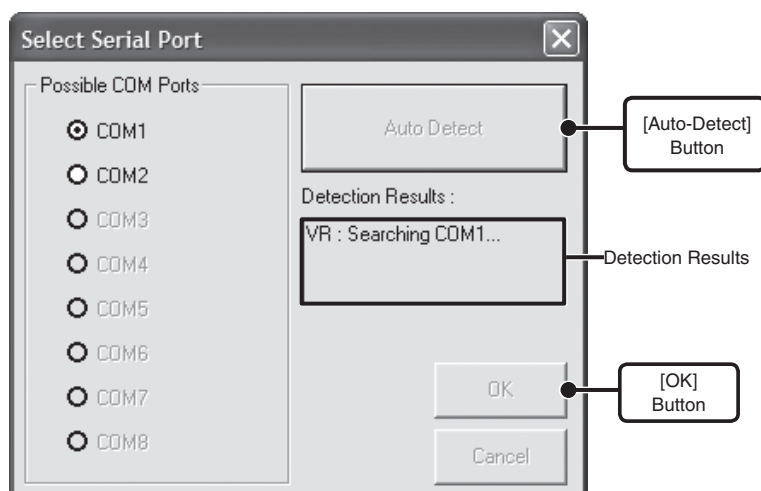 Select Serial Port
Possible COM Ports
COM1
COM2
COM3
COM4
COM5
COM6
COM7
COM8
Auto Detect
Detection Results :
VR : Searching COM1...
OK
Cancel
[Auto-Detect]
Button
Detection Results
[OK]
Button